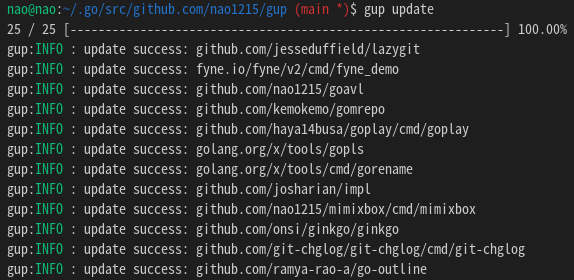 nao@nao:~/.go/src/github.com/nao1215/gup (main *)$ gup update
25 / 25 [---------------------------------------------------------------] 100.00%
gup:INFO : update success: github.com/jesseduffield/lazygit
gup:INFO : update success: fyne.io/fyne/v2/cmd/fyne_demo
gup:INFO : update success: github.com/nao1215/goavl
gup:INFO : update success: github.com/kemokemo/gomrepo
gup:INFO : update success: github.com/haya14busa/goplay/cmd/goplay
gup:INFO : update success: golang.org/x/tools/gopls
gup:INFO : update success: golang.org/x/tools/cmd/gorename
gup:INFO : update success: github.com/josharian/impl
gup:INFO : update success: github.com/nao1215/mimixbox/cmd/mimixbox
gup:INFO : update success: github.com/onsi/ginkgo/ginkgo
gup:INFO : update success: github.com/git-chglog/git-chglog/cmd/git-chglog
gup:INFO : update success: github.com/ramya-rao-a/go-outline